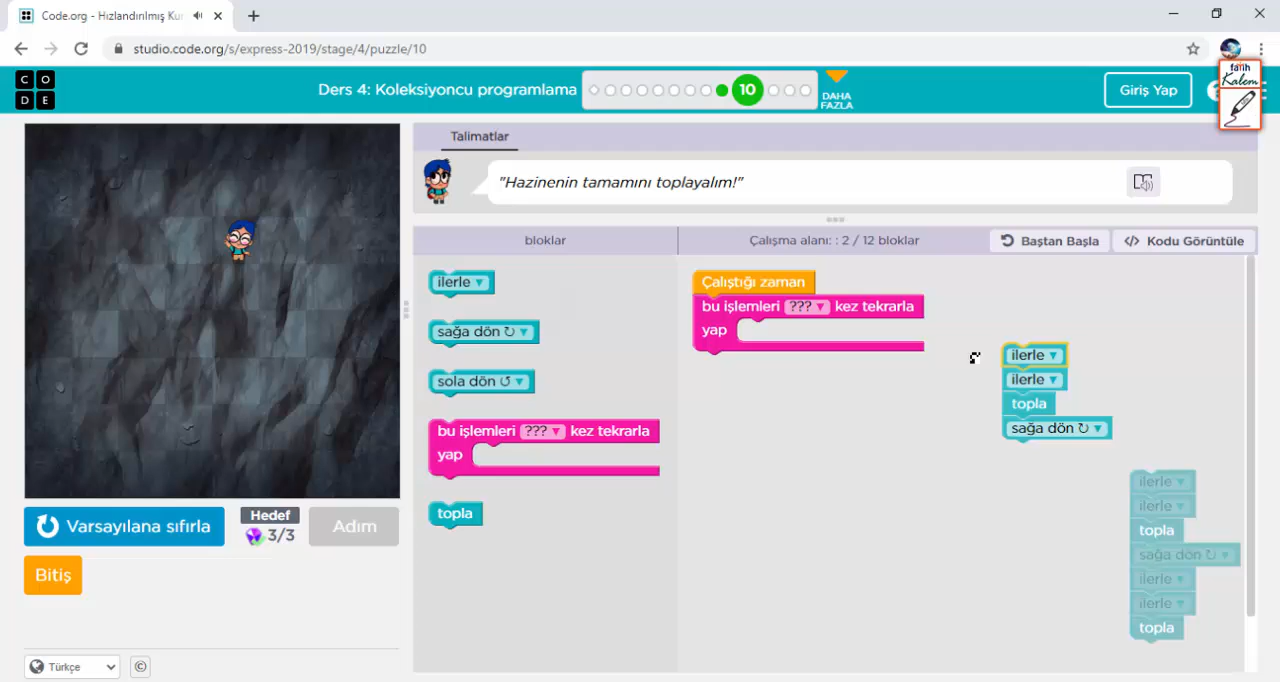 Code.org - Hızlandırılmış Ku
studio.code.org/s/express-2019/stage/4/puzzle/10
C O
D E
Ders 4: Koleksiyoncu programlama
10
DAHA
FAZLA
Giriş Yap
fatih
Kalem
Talimatlar
"Hazinenin tamamını toplayalım!"
bloklar
Çalışma alanı: : 2 / 12 bloklar
Baştan Başla
</> Kodu Görüntüle
ilerle
sağa dön ↻
sola dön ↺
bu işlemleri ??? kez tekrarla
yap
topla
Çalıştığı zaman
bu işlemleri ??? kez tekrarla
yap
ilerle
ilerle
topla
sağa dön ↻
ilerle
ilerle
topla
sağa dön ↻
ilerle
ilerle
topla
Varsayılana sıfırla
Hedef
3/3
Adım
Bitiş
Türkçe
©